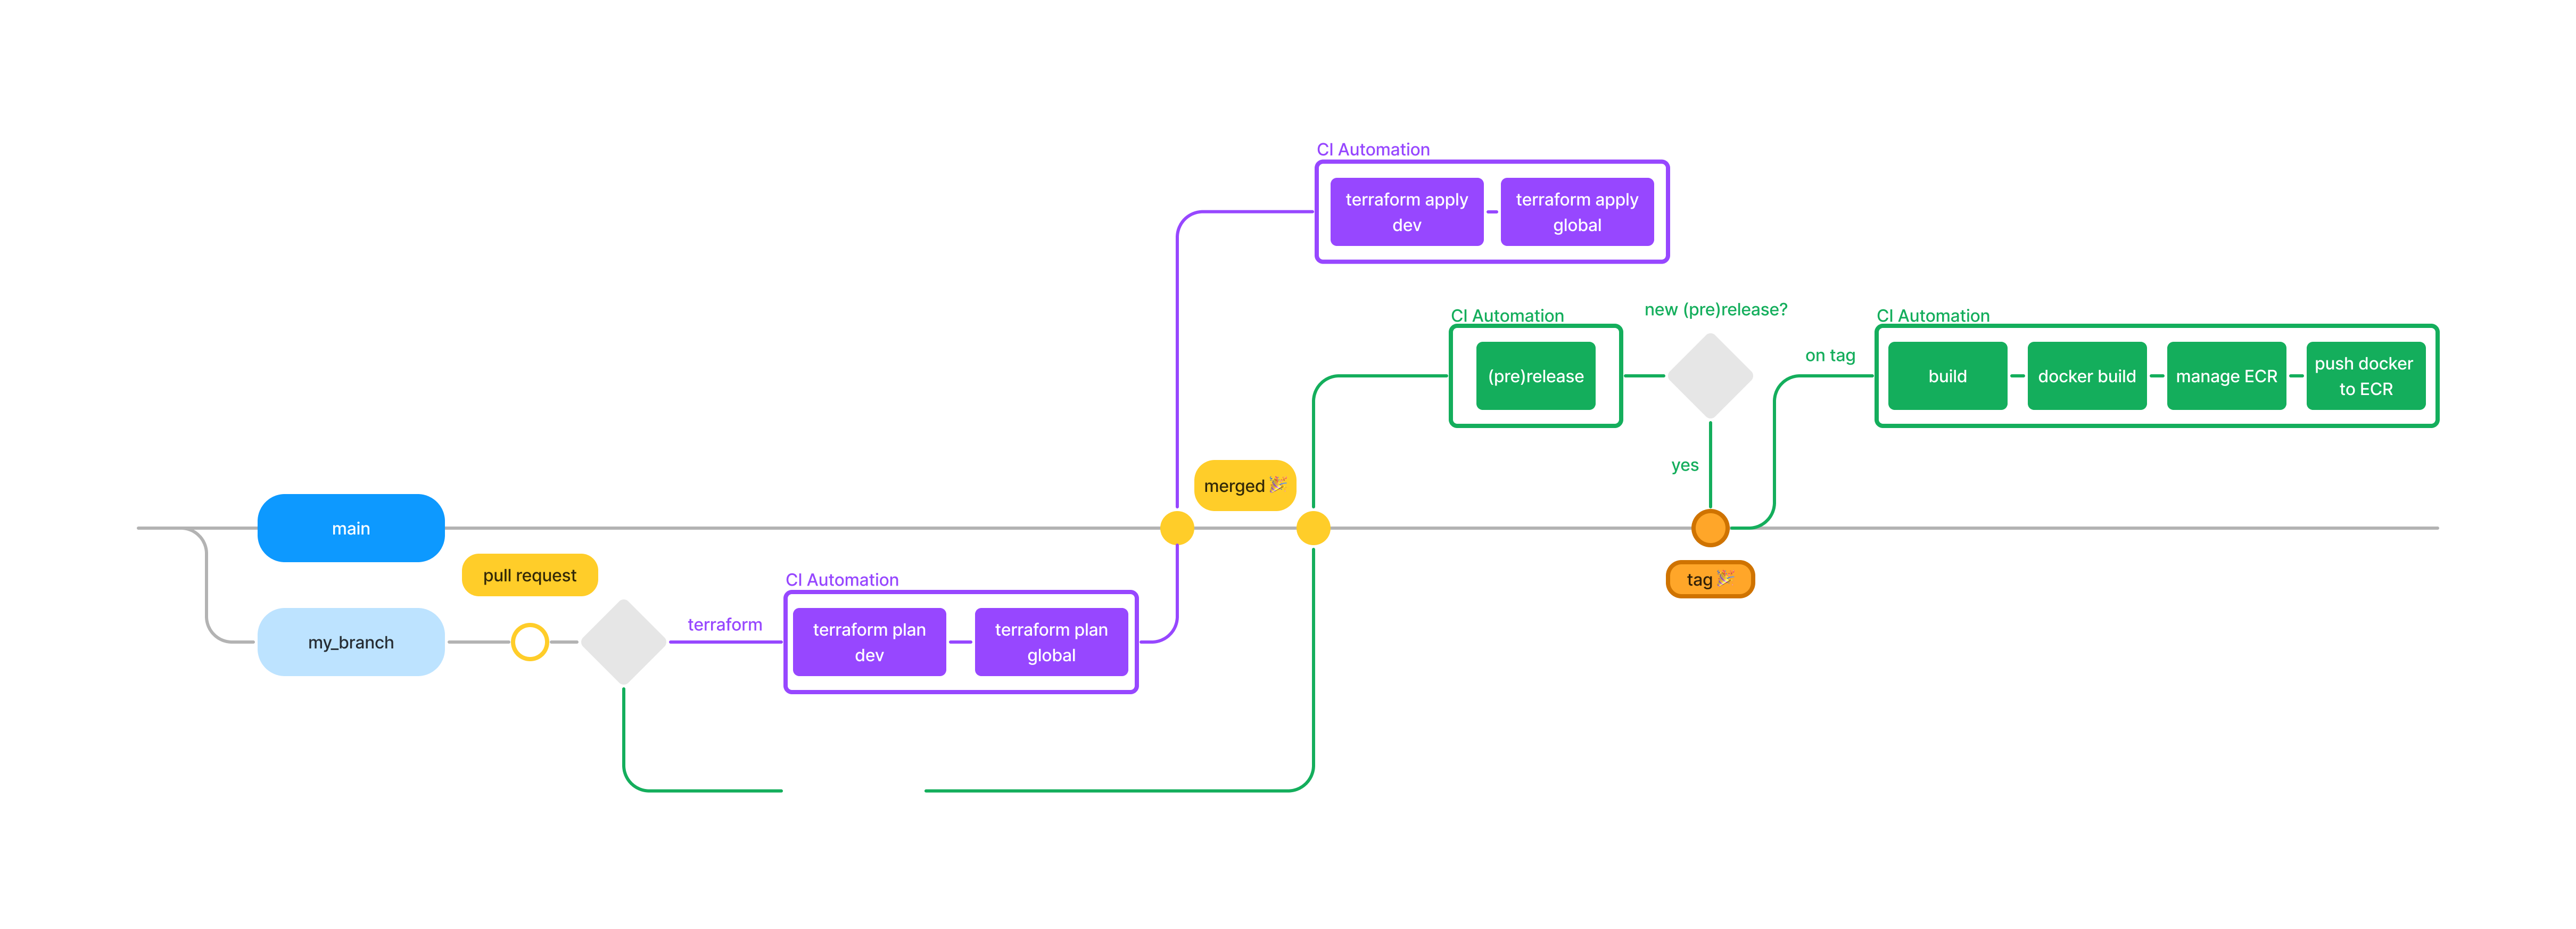 CI Automation
terraform apply
dev
terraform apply
global
CI Automation
(pre)release
new (pre)release?
yes
on tag
CI Automation
build
docker build
manage ECR
push docker
to ECR
merged 🎉
main
pull request
my_branch
terraform
CI Automation
terraform plan
dev
terraform plan
global
tag 🎉